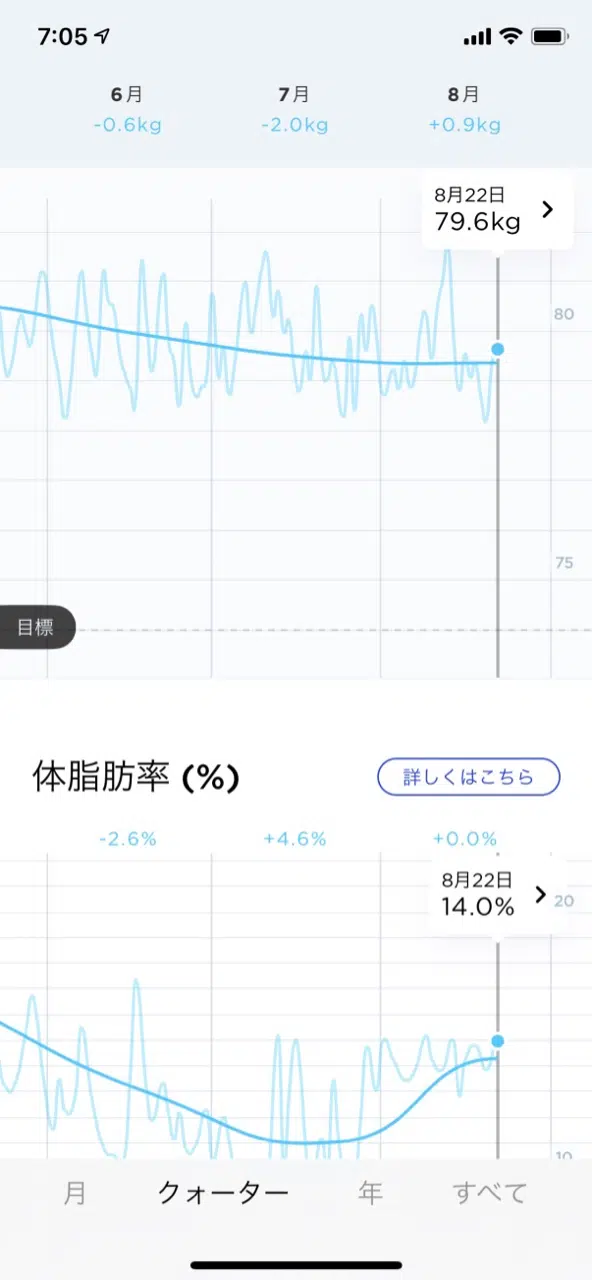 7:05
6月 7月 8月
-0.6kg -2.0kg +0.9kg
8月22日
79.6kg
80
75
目標
体脂肪率 (%) 詳しくはこちら
-2.6% +4.6% +0.0%
8月22日
14.0%
20
10
月 クォーター 年 すべて